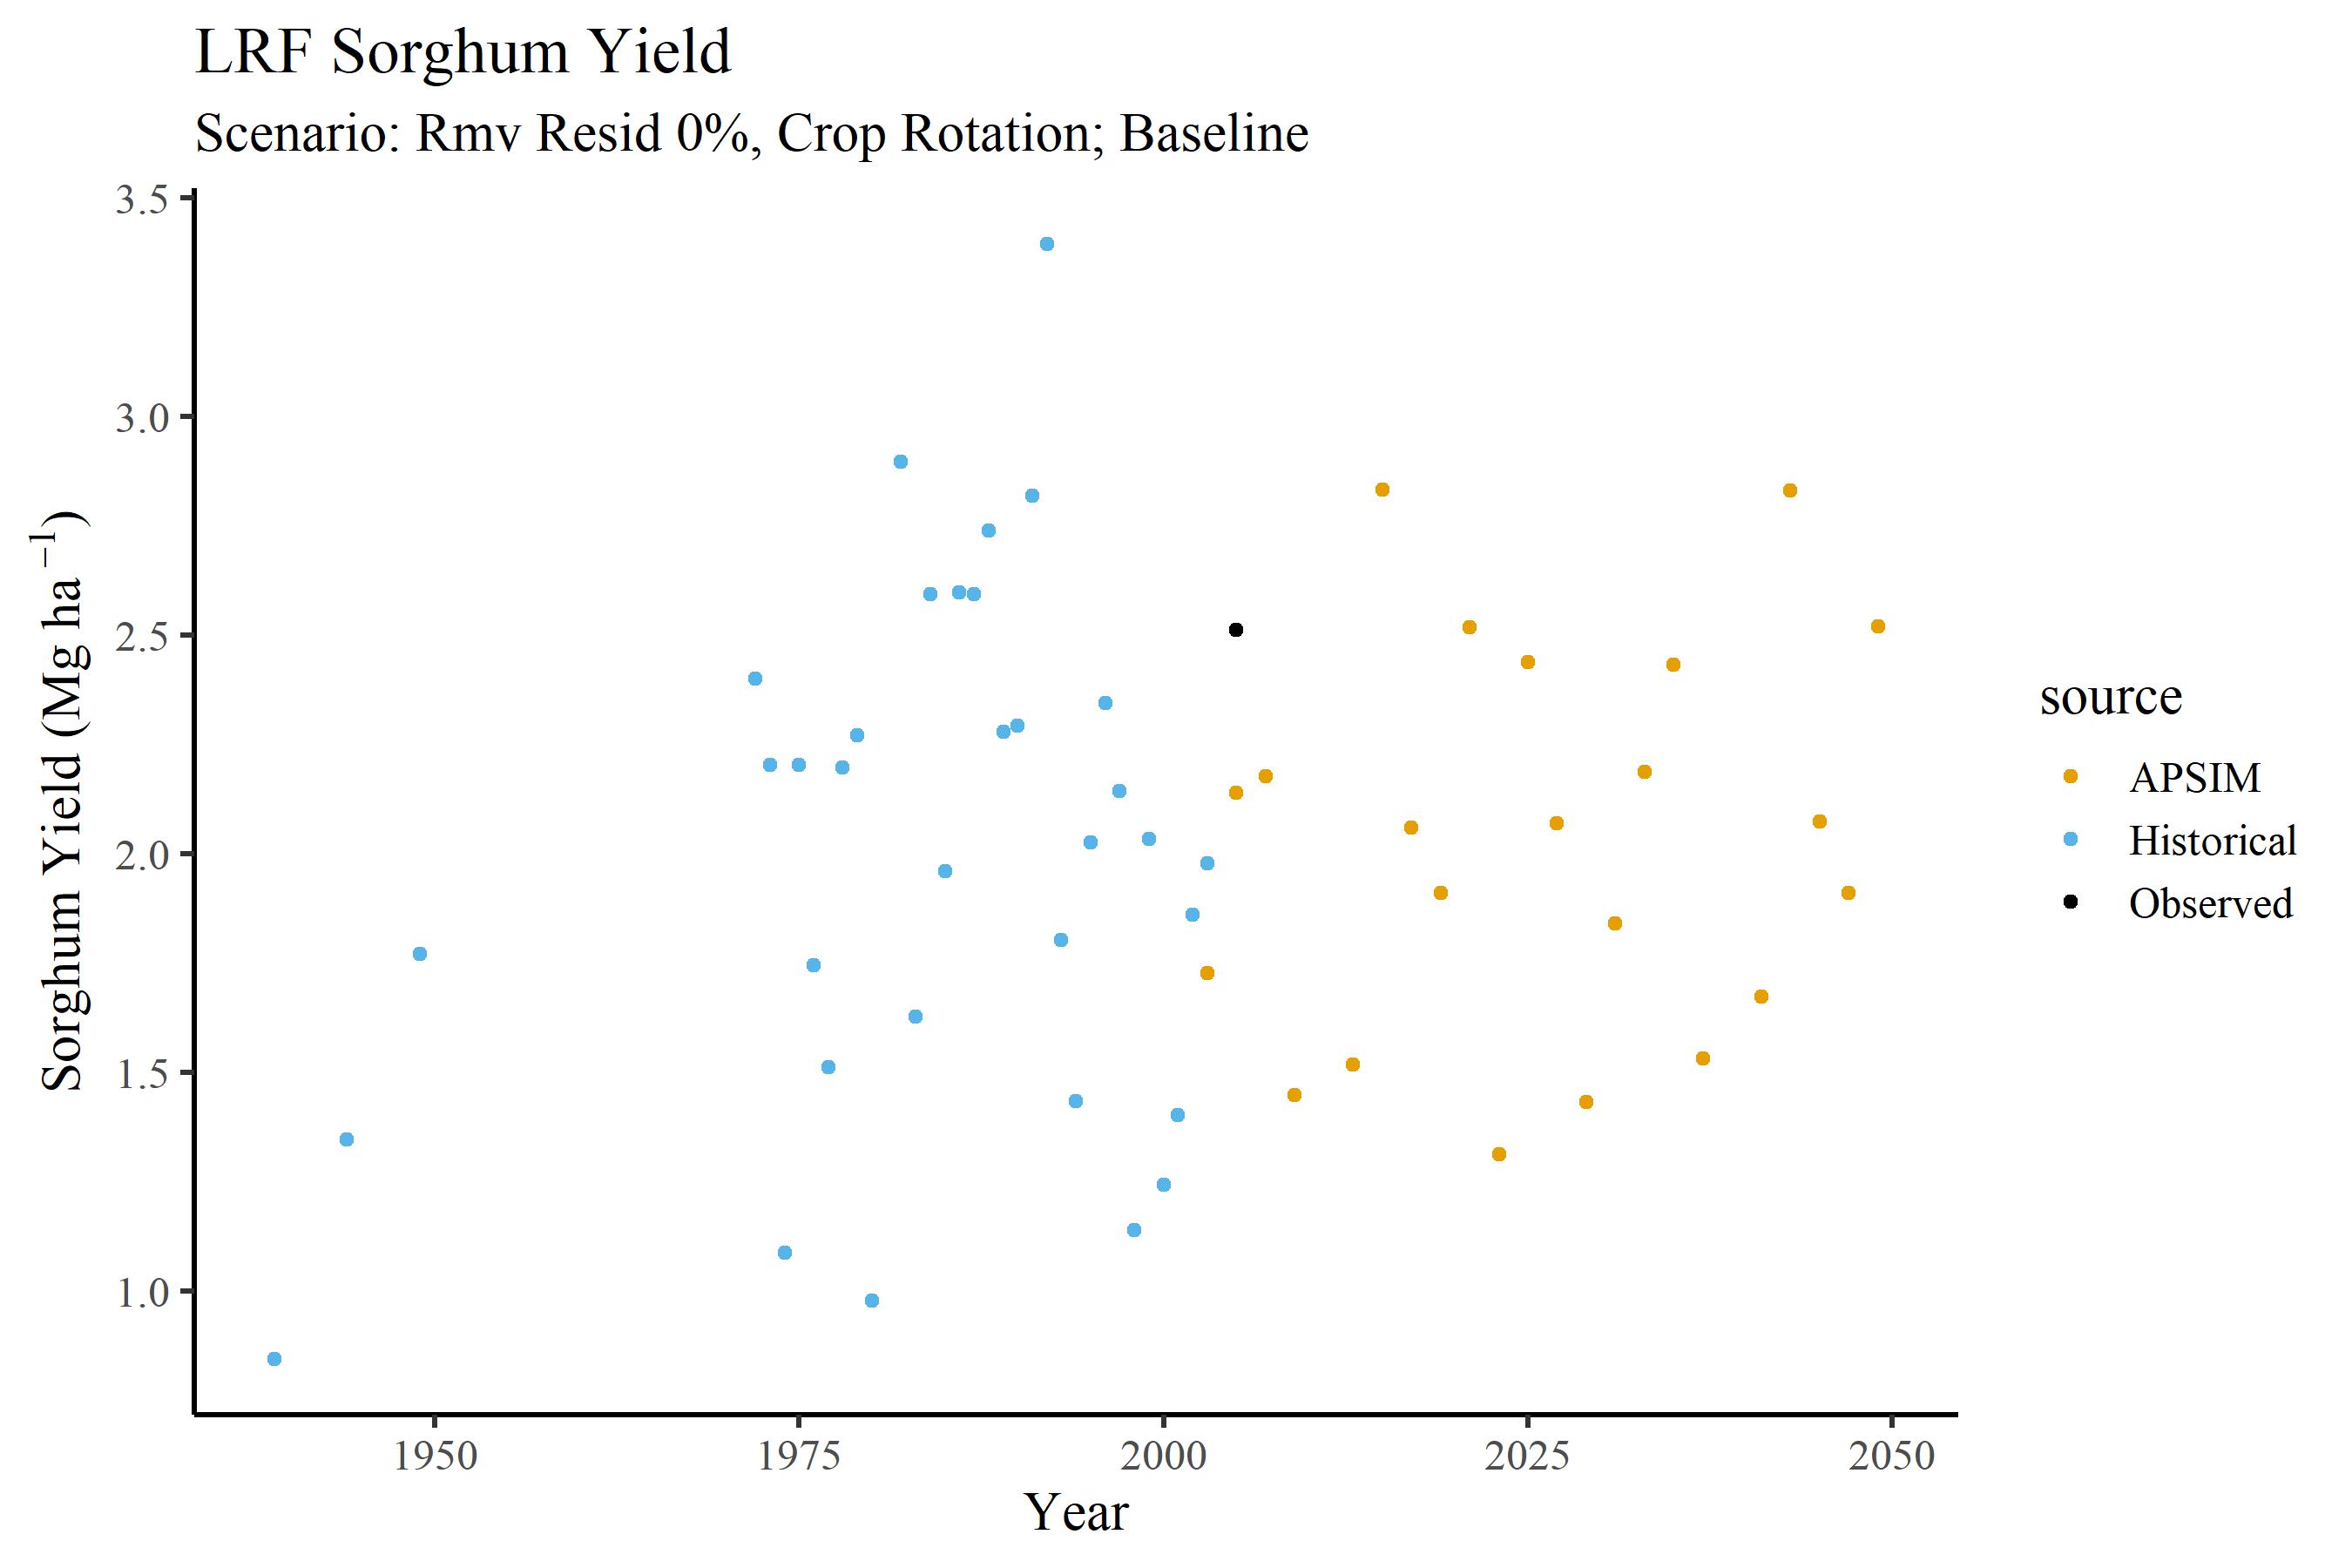 LRF Sorghum Yield
Scenario: Rmv Resid 0%, Crop Rotation; Baseline
3.5
3.0
2.5
2.0
1.5
1.0
Sorghum Yield (Mg ha⁻¹)
1950 1975 2000 2025 2050
Year
source
APSIM
Historical
Observed